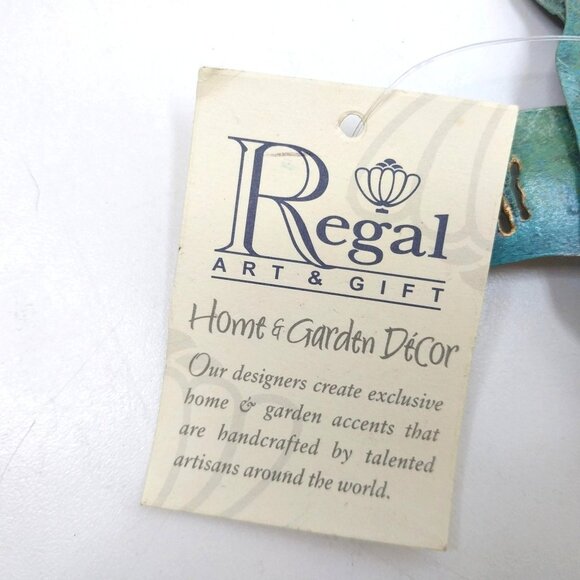 Regal
ART & GIFT
Home & Garden DéCor
Our designers create exclusive
home & garden accents that
are handcrafted by talented
artisans around the world.